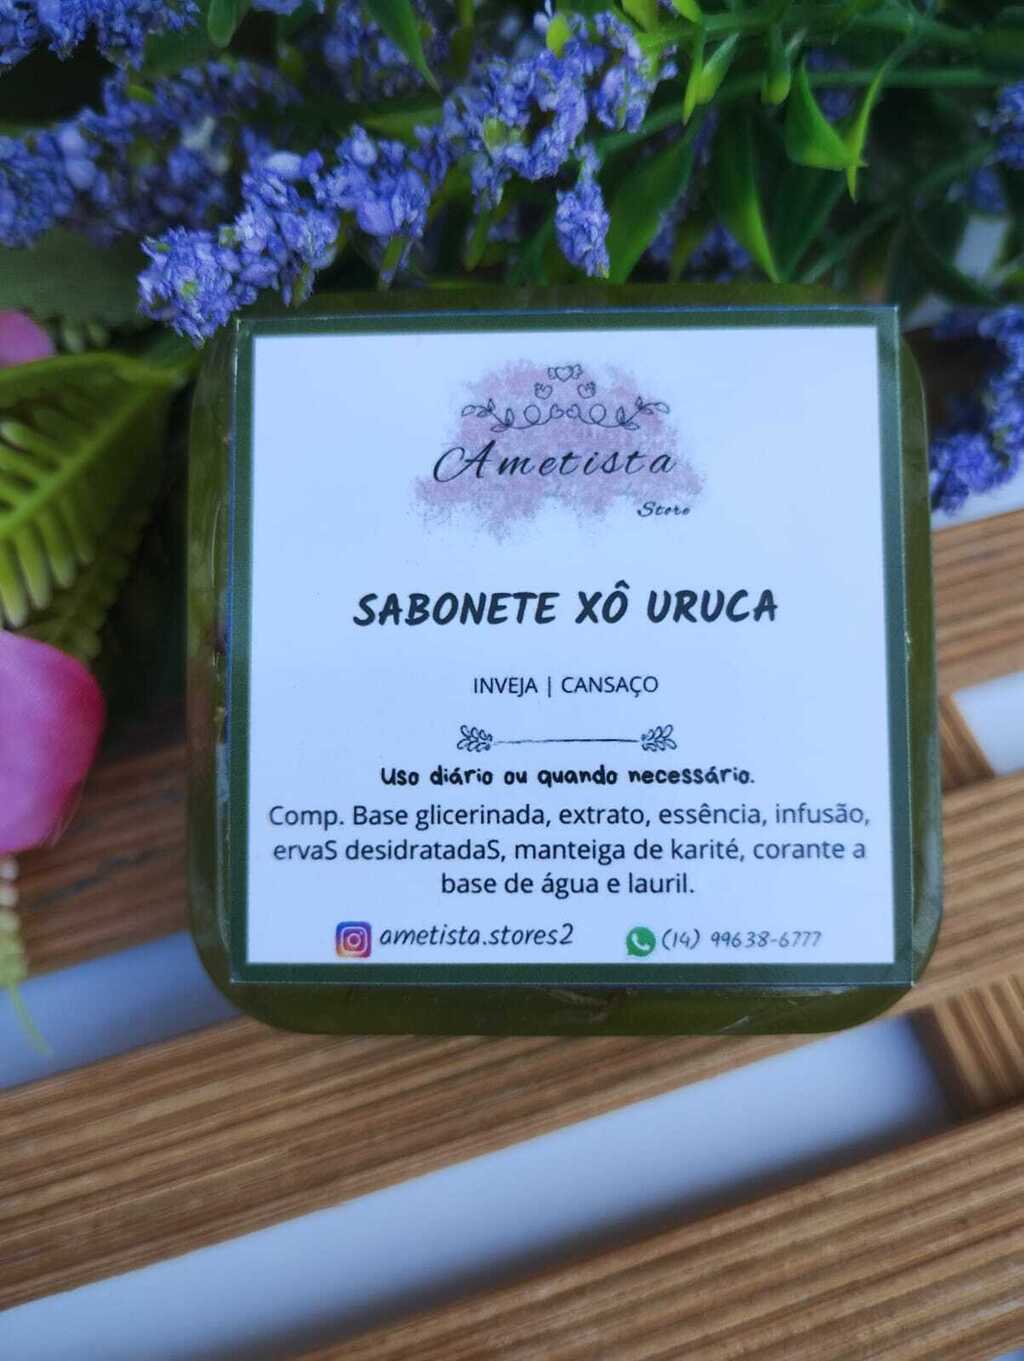 Ametista
Store
SABONETE XÔ URUCA
INVEJA | CANSAÇO
Uso diário ou quando necessário.
Comp. Base glicerinada, extrato, essência, infusão,
ervaS desidratadaS, manteiga de karité, corante a
base de água e lauril.
ametista.stores2
(14) 99638-6777